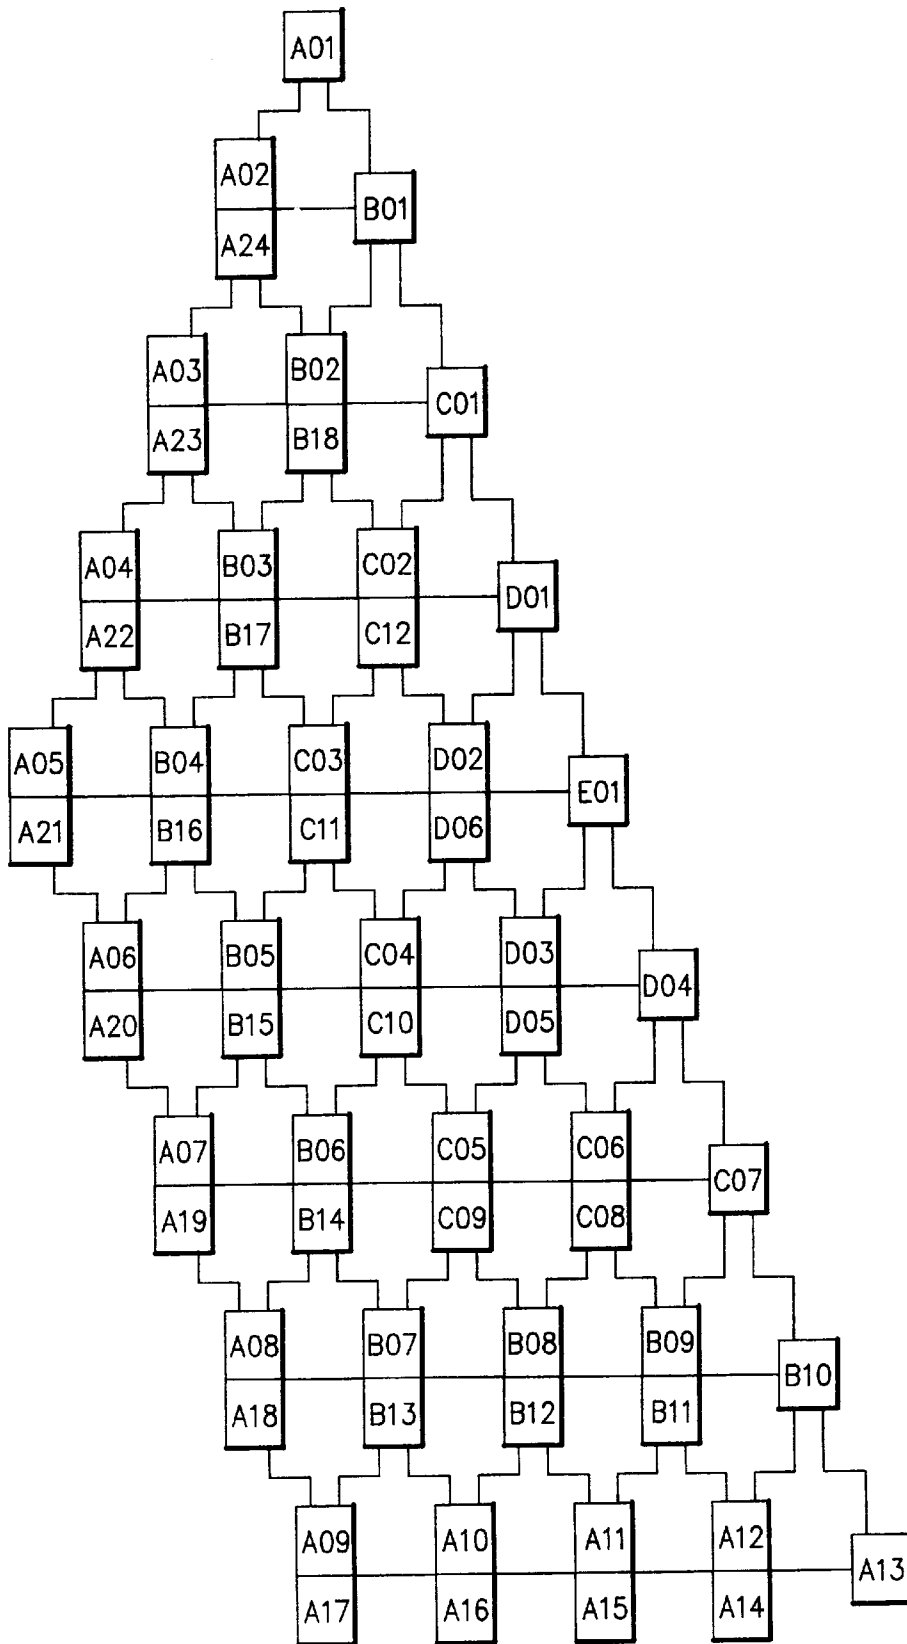 A01
A02
B01
A24
A03 B02
C01
A23 B18
A04 B03 C02
D01
A22 B17 C12
A05 B04 C03 D02
E01
A21 B16 C11 D06
A06 B05 C04 D03
D04
A20 B15 C10 D05
A07 B06 C05 C06
C07
A19 B14 C09 C08
A08 B07 B08 B09
B10
A18 B13 B12 B11
A09 A10 A11 A12
A13
A17 A16 A15 A14